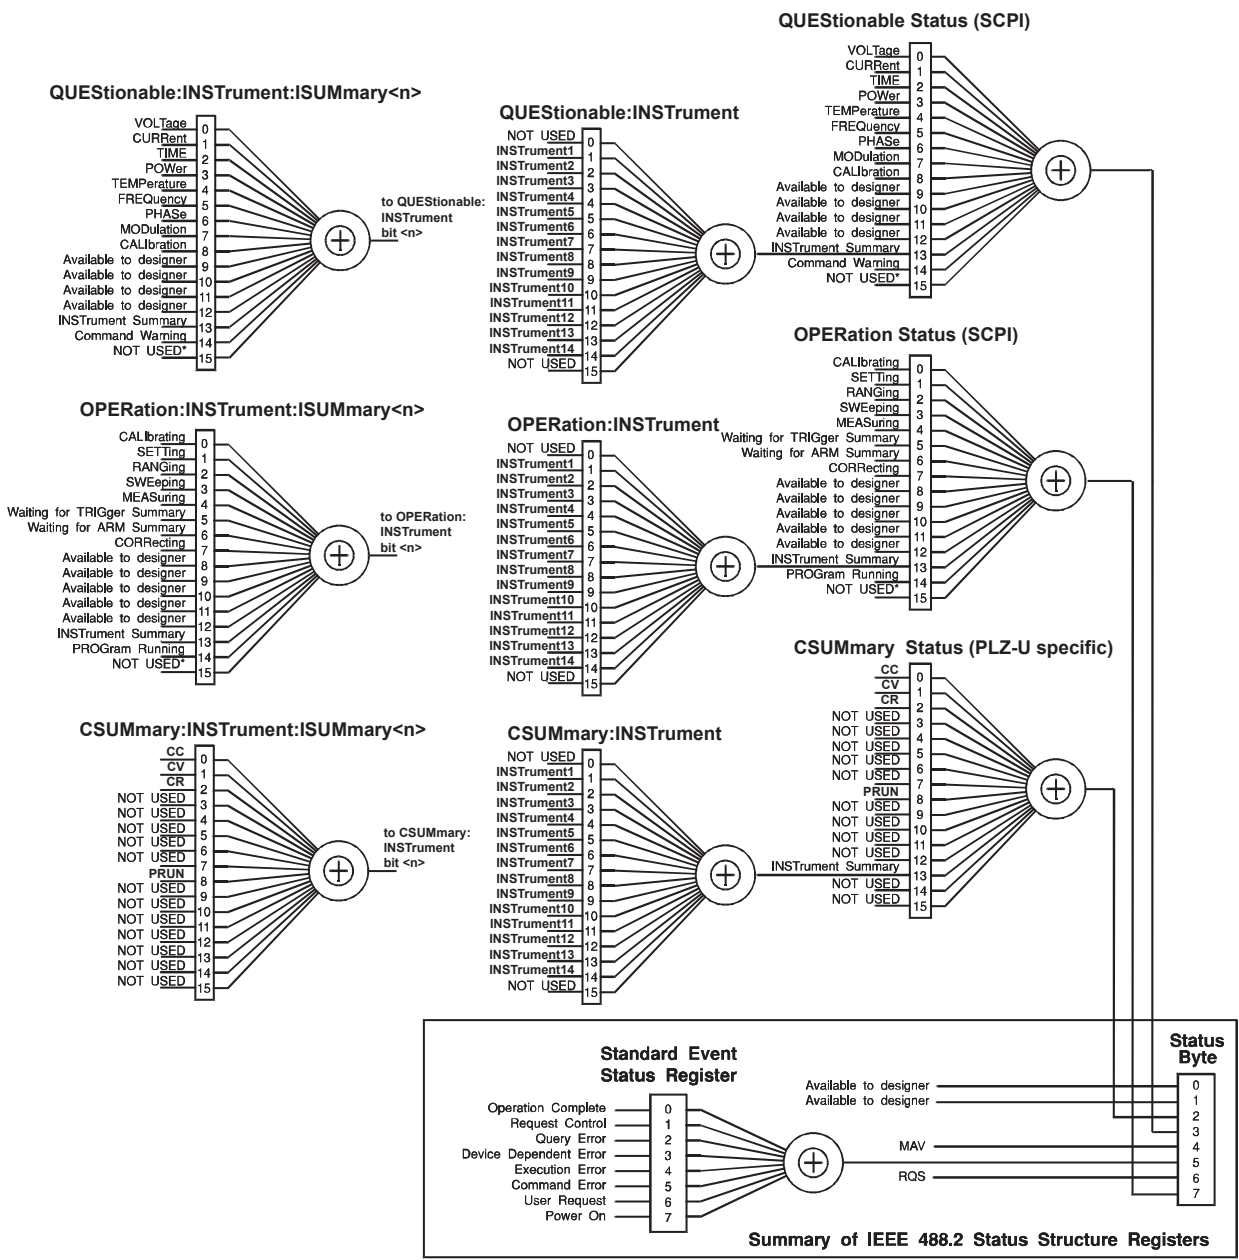 QUEStionable Status (SCPI)
VOLTage 0
CURRent 1
TIME 2
POWer 3
TEMPerature 4
FREQuency 5
PHASe 6
MODulation 7
CALIbration 8
Available to designer 9
Available to designer 10
Available to designer 11
Available to designer 12
INSTrument Summary 13
Command Warning 14
NOT USED* 15
QUEStionable:INSTrument:ISUMmary<n>
VOLTage 0
CURRent 1
TIME 2
POWer 3
TEMPerature 4
FREQuency 5
PHASe 6
MODulation 7
CALIbration 8
Available to designer 9
Available to designer 10
Available to designer 11
Available to designer 12
INSTrument Summary 13
Command Warning 14
NOT USED* 15
to QUEStionable:
INSTrument
bit <n>
QUEStionable:INSTrument
NOT USED 0
INSTrument1 1
INSTrument2 2
INSTrument3 3
INSTrument4 4
INSTrument5 5
INSTrument6 6
INSTrument7 7
INSTrument8 8
INSTrument9 9
INSTrument10 10
INSTrument11 11
INSTrument12 12
INSTrument13 13
INSTrument14 14
NOT USED 15
OPERation Status (SCPI)
CALIbrating 0
SETTing 1
RANGing 2
SWEeping 3
MEASuring 4
Waiting for TRIGger Summary 5
Waiting for ARM Summary 6
CORRecting 7
Available to designer 8
Available to designer 9
Available to designer 10
Available to designer 11
Available to designer 12
INSTrument Summary 13
PROGram Running 14
NOT USED* 15
OPERation:INSTrument:ISUMmary<n>
CALIbrating 0
SETTing 1
RANGing 2
SWEeping 3
MEASuring 4
Waiting for TRIGger Summary 5
Waiting for ARM Summary 6
CORRecting 7
Available to designer 8
Available to designer 9
Available to designer 10
Available to designer 11
Available to designer 12
INSTrument Summary 13
PROGram Running 14
NOT USED* 15
to OPERation:
INSTrument
bit <n>
OPERation:INSTrument
NOT USED 0
INSTrument1 1
INSTrument2 2
INSTrument3 3
INSTrument4 4
INSTrument5 5
INSTrument6 6
INSTrument7 7
INSTrument8 8
INSTrument9 9
INSTrument10 10
INSTrument11 11
INSTrument12 12
INSTrument13 13
INSTrument14 14
NOT USED 15
CSUMmary Status (PLZ-U specific)
CC 0
CV 1
CR 2
NOT USED 3
NOT USED 4
NOT USED 5
NOT USED 6
NOT USED 7
PRUN 8
NOT USED 9
NOT USED 10
NOT USED 11
NOT USED 12
INSTrument Summary 13
NOT USED 14
NOT USED 15
CSUMmary:INSTrument:ISUMmary<n>
CC 0
CV 1
CR 2
NOT USED 3
NOT USED 4
NOT USED 5
NOT USED 6
NOT USED 7
PRUN 8
NOT USED 9
NOT USED 10
NOT USED 11
NOT USED 12
NOT USED 13
NOT USED 14
NOT USED 15
to CSUMmary:
INSTrument
bit <n>
CSUMmary:INSTrument
NOT USED 0
INSTrument1 1
INSTrument2 2
INSTrument3 3
INSTrument4 4
INSTrument5 5
INSTrument6 6
INSTrument7 7
INSTrument8 8
INSTrument9 9
INSTrument10 10
INSTrument11 11
INSTrument12 12
INSTrument13 13
INSTrument14 14
NOT USED 15
Standard Event
Status Register
Operation Complete 0
Request Control 1
Query Error 2
Device Dependent Error 3
Execution Error 4
Command Error 5
User Request 6
Power On 7
Status
Byte
Available to designer 0
Available to designer 1
2
3
MAV 4
5
RQS 6
7
Summary of IEEE 488.2 Status Structure Registers